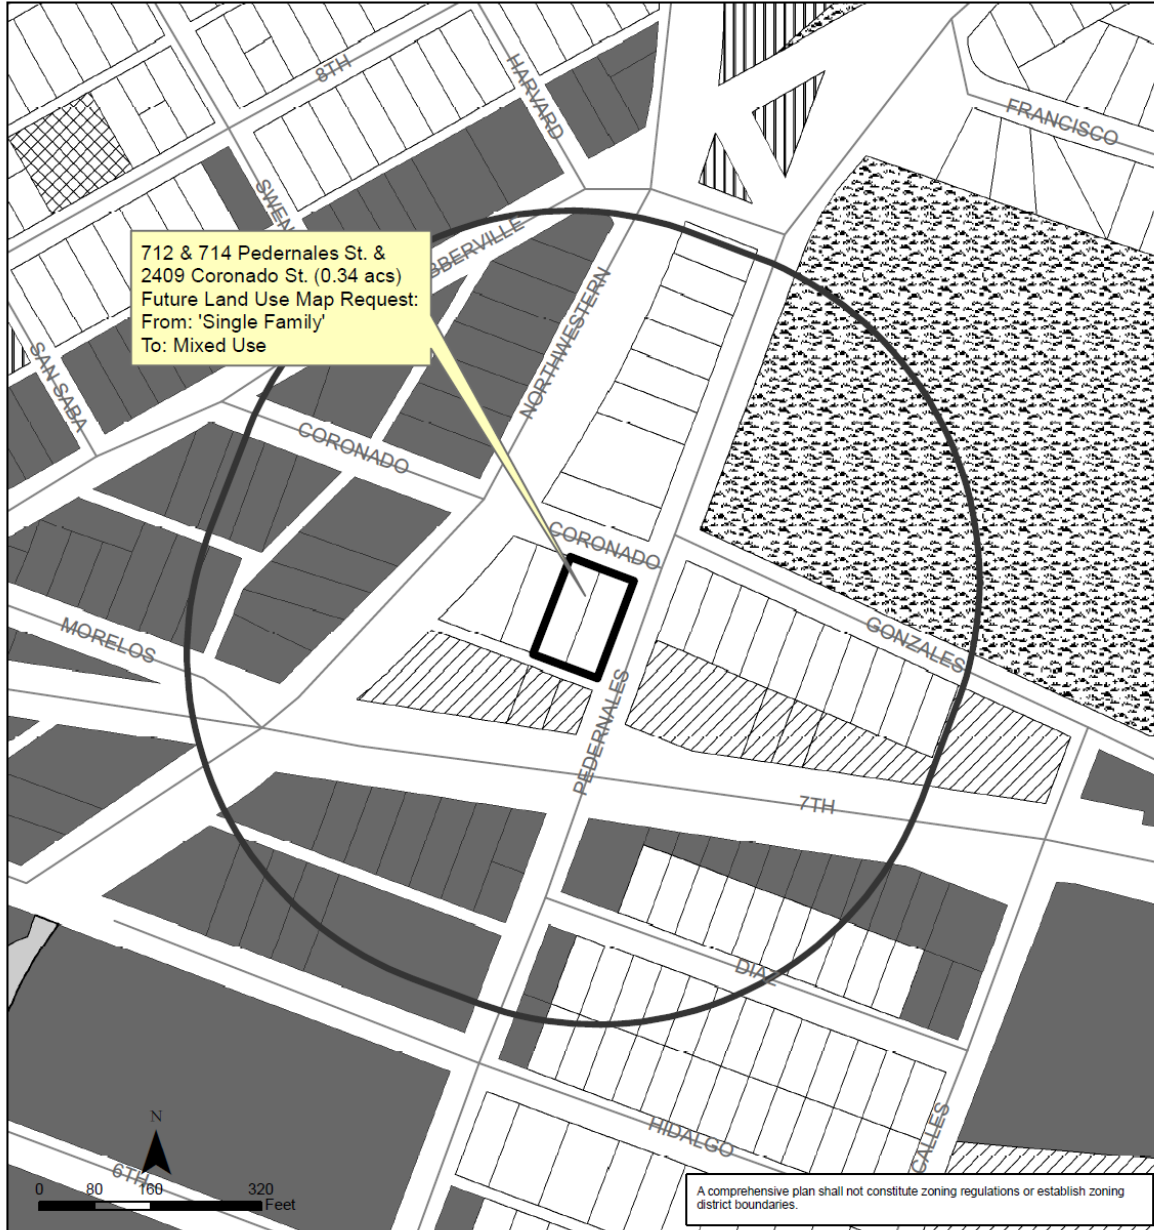 8TH
HARVARD
FRANCISCO
SWEN
BBERVILLE
712 & 714 Pedernales St. &
2409 Coronado St. (0.34 acs)
Future Land Use Map Request:
From: 'Single Family'
To: Mixed Use
NORTHWESTERN
SAN SABA
CORONADO
CORONADO
GONZALES
MORELOS
PEDERNALES
7TH
DIAZ
HIDALGO
CALLES
N
6TH
0 80 160 320
Feet
A comprehensive plan shall not constitute zoning regulations or establish zoning
district boundaries.